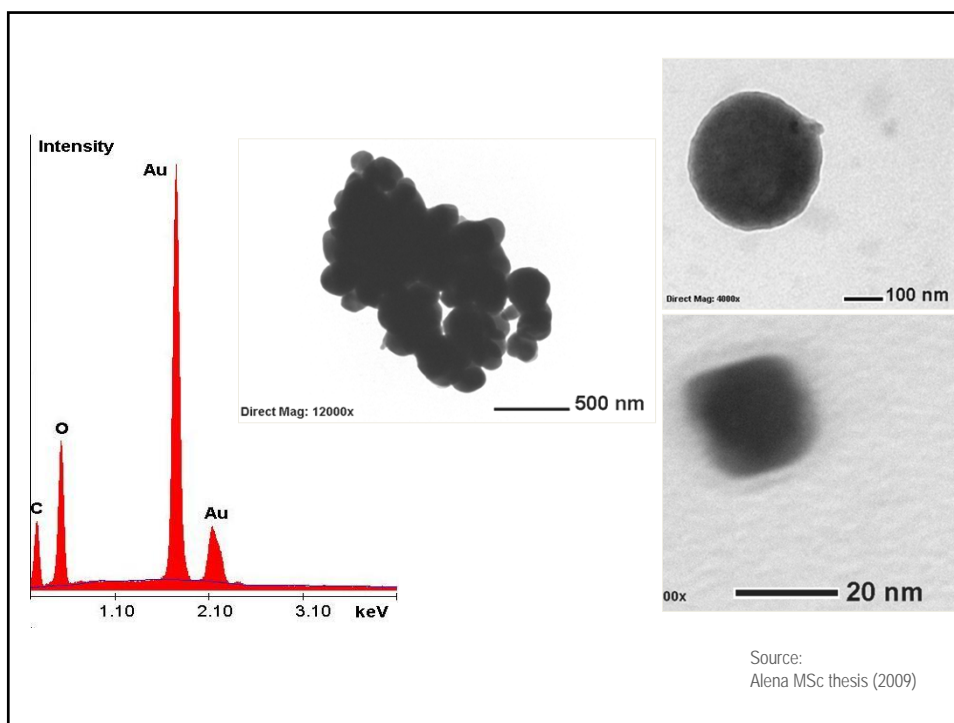 Intensity
Au
O
C
Au
1.10 2.10 3.10 keV
Direct Mag: 12000x
500 nm
Direct Mag: 4000x
100 nm
00x
20 nm
Source:
Alena MSc thesis (2009)